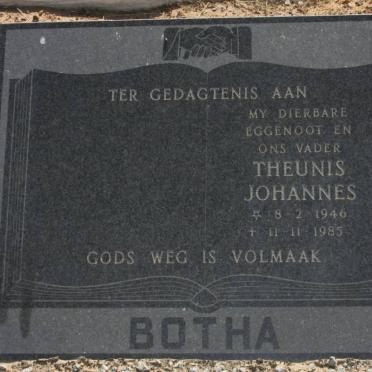 TER GEDAGTENIS AAN
MY DIERBARE
EGGENOOT EN
ONS VADER
THEUNIS
JOHANNES
☆ 8 - 2 - 1946
† 11 - 11 - 1985
GODS WEG IS VOLMAAK
BOTHA